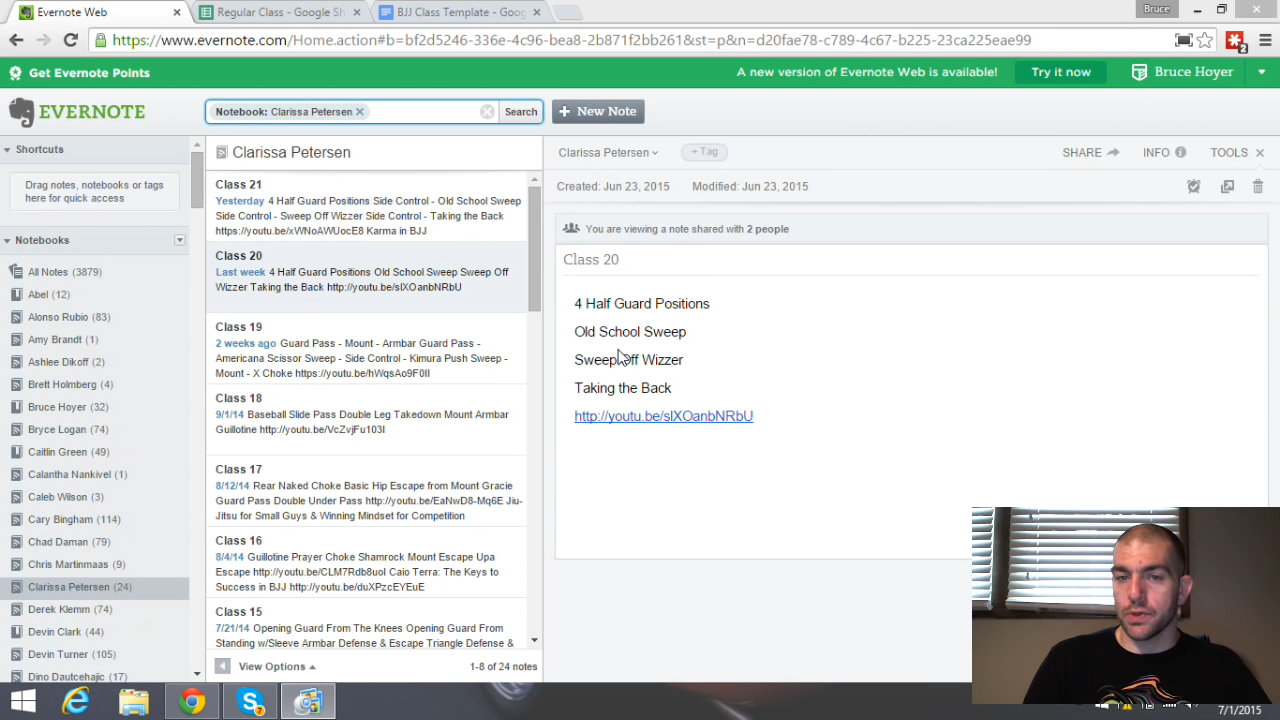 Evernote Web
Regular Class - Google Sh
BJJ Class Template - Goog
Bruce
https://www.evernote.com/Home.action#b=bf2d5246-336e-4c96-bea8-2b871f2bb261&st=p&n=d20fae78-c789-4c67-b225-23ca225eae99
2
Get Evernote Points
A new version of Evernote Web is available!
Try it now
Bruce Hoyer
EVERNOTE
Notebook: Clarissa Petersen
Search
+ New Note
Shortcuts
Drag notes, notebooks or tags
here for quick access
Notebooks
All Notes (3879)
Abel (12)
Alonso Rubio (83)
Amy Brandt (1)
Ashlee Dikoff (2)
Brett Holmberg (4)
Bruce Hoyer (32)
Bryce Logan (74)
Caitlin Green (49)
Calantha Nankivel (1)
Caleb Wilson (3)
Cary Bingham (114)
Chad Daman (79)
Chris Martinmaas (9)
Clarissa Petersen (24)
Derek Klemm (74)
Devin Clark (44)
Devin Turner (105)
Dino Dautcehajic (17)
Clarissa Petersen
Class 21
Yesterday 4 Half Guard Positions Side Control - Old School Sweep
Side Control - Sweep Off Wizzer Side Control - Taking the Back
https://youtu.be/xWNoAWUocE8 Karma in BJJ
Class 20
Last week 4 Half Guard Positions Old School Sweep Sweep Off
Wizzer Taking the Back http://youtu.be/slXOanbNRbU
Class 19
2 weeks ago Guard Pass - Mount - Armbar Guard Pass -
Americana Scissor Sweep - Side Control - Kimura Push Sweep -
Mount - X Choke https://youtu.be/hWqsAo9F0II
Class 18
9/1/14 Baseball Slide Pass Double Leg Takedown Mount Armbar
Guillotine http://youtu.be/VcZvjFu103I
Class 17
8/12/14 Rear Naked Choke Basic Hip Escape from Mount Gracie
Guard Pass Double Under Pass http://youtu.be/EaNwD8-Mq6E Jiu-
Jitsu for Small Guys & Winning Mindset for Competition
Class 16
8/4/14 Guillotine Prayer Choke Shamrock Mount Escape Upa
Escape http://youtu.be/CLM7Rdb8uoI Caio Terra: The Keys to
Success in BJJ http://youtu.be/duXPzcEYEuE
Class 15
7/21/14 Opening Guard From The Knees Opening Guard From
Standing w/Sleeve Armbar Defense & Escape Triangle Defense &
View Options
1-8 of 24 notes
Clarissa Petersen
+ Tag
SHARE
INFO
TOOLS
Created: Jun 23, 2015
Modified: Jun 23, 2015
You are viewing a note shared with 2 people
Class 20
4 Half Guard Positions
Old School Sweep
Sweep Off Wizzer
Taking the Back
http://youtu.be/slXOanbNRbU
7/1/2015